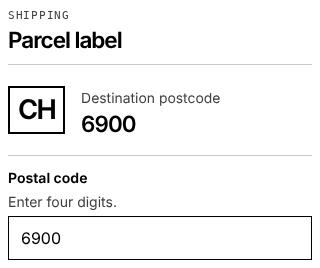 SHIPPING
Parcel label
CH
Destination postcode
6900
Postal code
Enter four digits.
6900